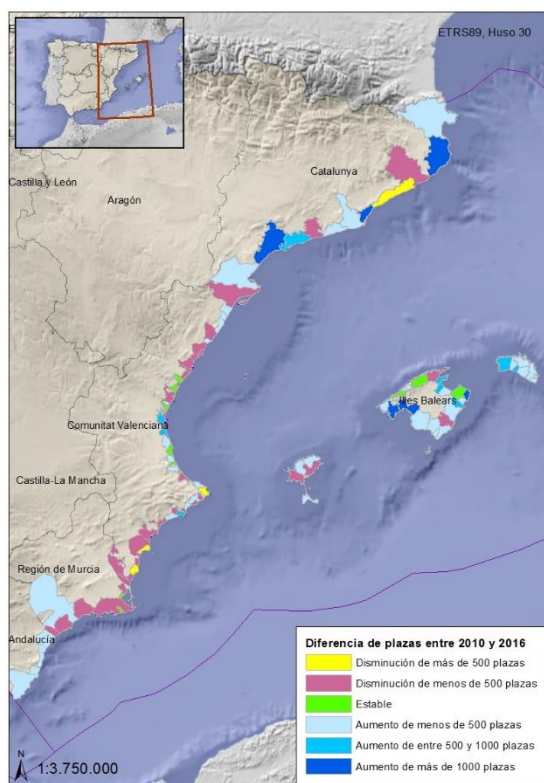 ETRS89, Huso 30
Catalunya
Castilla y León
Aragón
Illes Balears
Comunitat Valenciana
Castilla-La Mancha
Región de Murcia
Andalucía
Diferencia de plazas entre 2010 y 2016
Disminución de más de 500 plazas
Disminución de menos de 500 plazas
Estable
Aumento de menos de 500 plazas
Aumento de entre 500 y 1000 plazas
Aumento de más de 1000 plazas
N
1:3.750.000